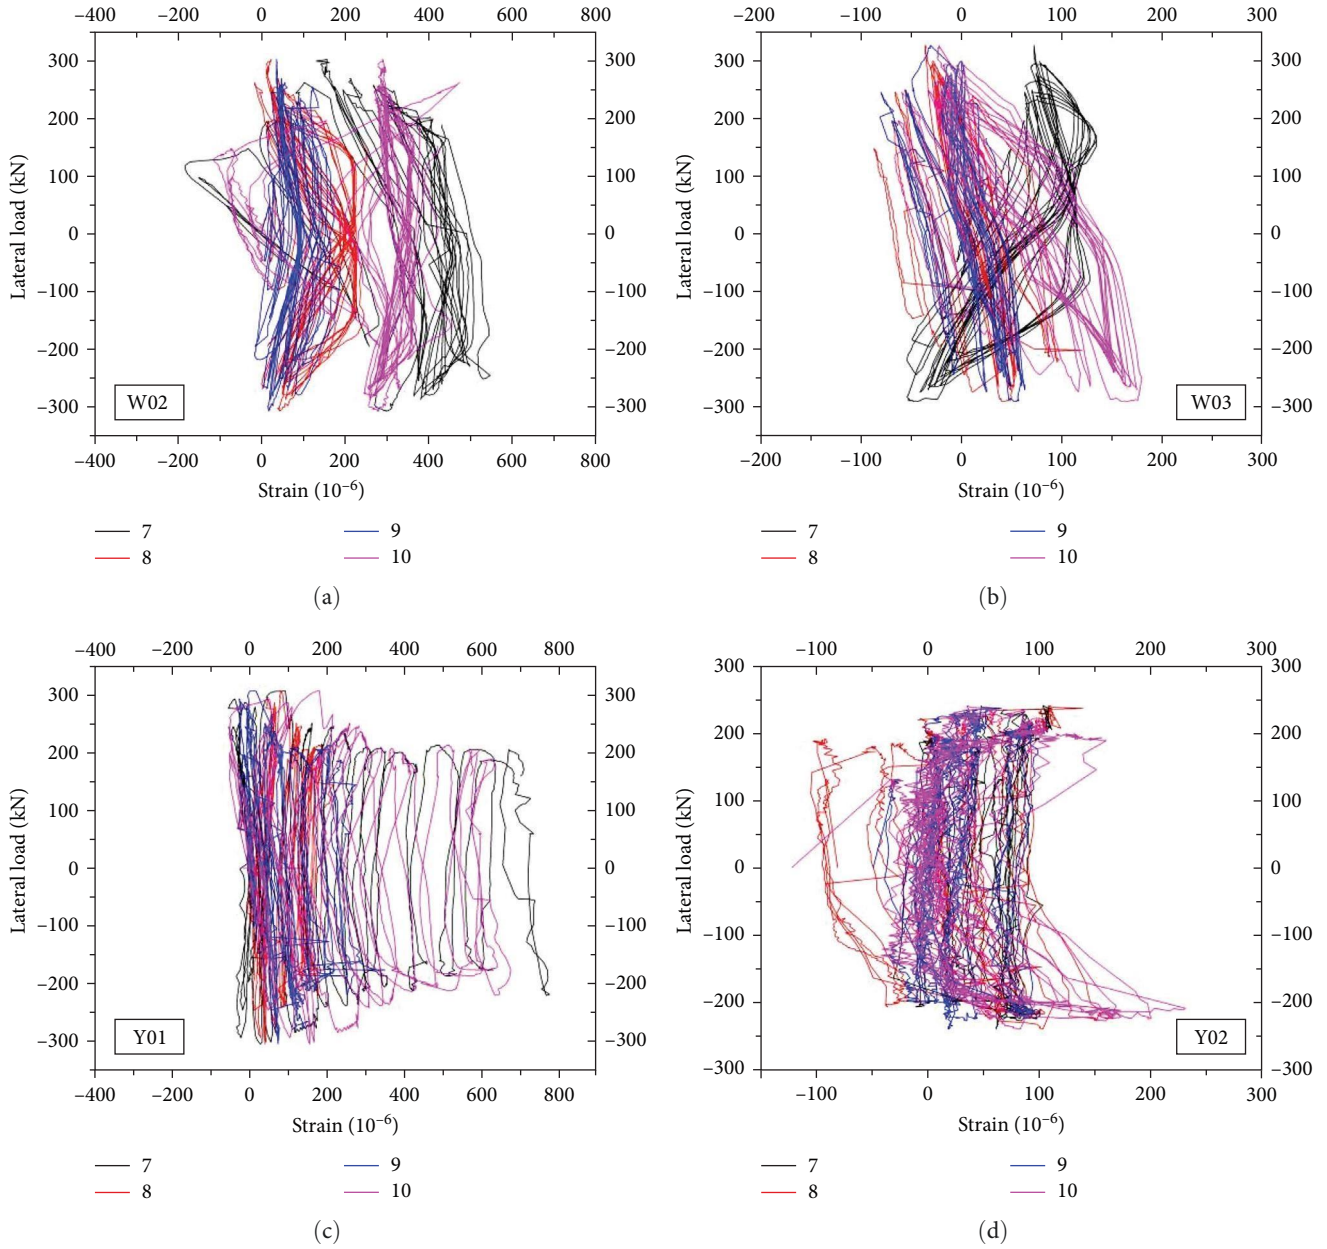 −400 −200 0 200 400 600 800
300 300
200 200
100 100
0 0
−100 −100
−200 −200
−300 −300
Lateral load (kN)
W02
−400 −200 0 200 400 600 800
Strain (10⁻⁶)
7 9
8 10
(a)
−200 −100 0 100 200 300
300 300
200 200
100 100
0 0
−100 −100
−200 −200
−300 −300
Lateral load (kN)
W03
−200 −100 0 100 200 300
Strain (10⁻⁶)
7 9
8 10
(b)
−400 −200 0 200 400 600 800
300 300
200 200
100 100
0 0
−100 −100
−200 −200
−300 −300
Lateral load (kN)
Y01
−400 −200 0 200 400 600 800
Strain (10⁻⁶)
7 9
8 10
(c)
−100 0 100 200 300
300 300
200 200
100 100
0 0
−100 −100
−200 −200
−300 −300
Lateral load (kN)
Y02
−100 0 100 200 300
Strain (10⁻⁶)
7 9
8 10
(d)